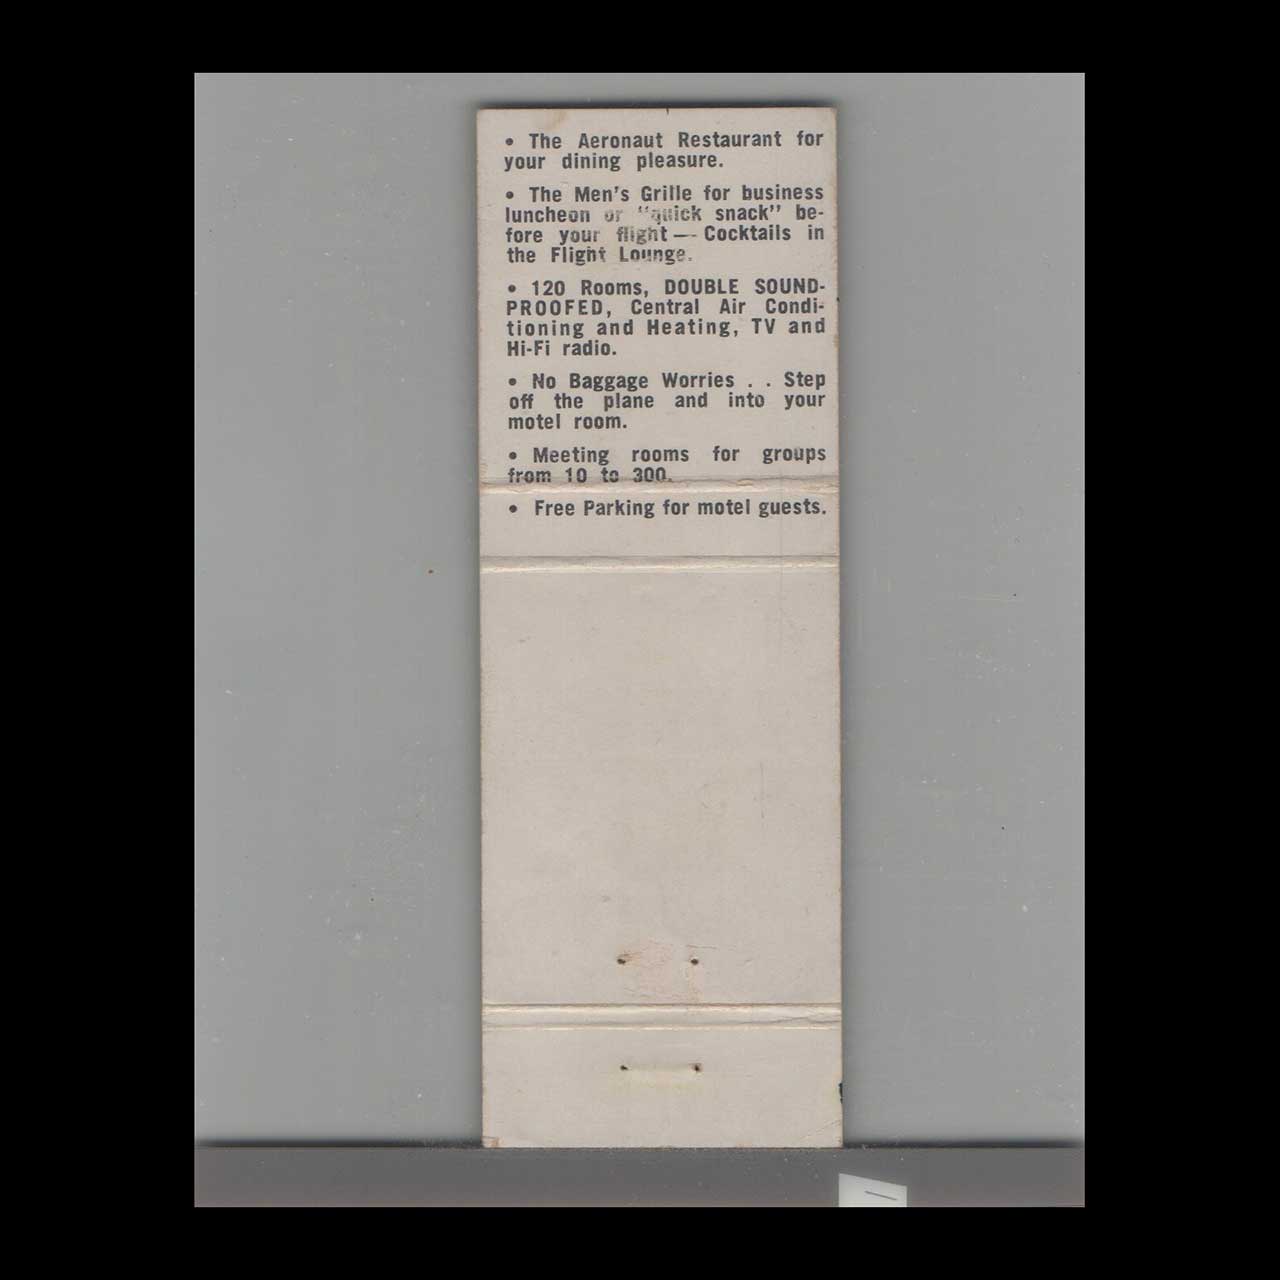 • The Aeronaut Restaurant for
your dining pleasure.
• The Men's Grille for business
luncheon or "quick snack" be-
fore your flight — Cocktails in
the Flight Lounge.
• 120 Rooms, DOUBLE SOUND-
PROOFED, Central Air Condi-
tioning and Heating, TV and
Hi-Fi radio.
• No Baggage Worries . . Step
off the plane and into your
motel room.
• Meeting rooms for groups
from 10 to 300.
• Free Parking for motel guests.